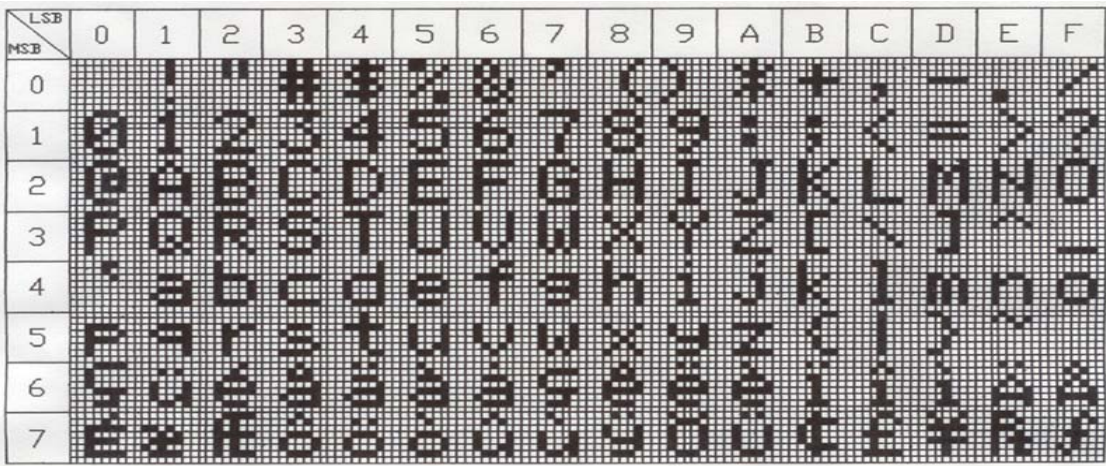 LSB
MSB 0 1 2 3 4 5 6 7 8 9 A B C D E F
0 ! " # $ % & ' ( ) * + , - . /
1 0 1 2 3 4 5 6 7 8 9 : ; < = > ?
2 @ A B C D E F G H I J K L M N O
3 P Q R S T U V W X Y Z [ \ ] ^ _
4 ` a b c d e f g h i j k l m n o
5 p q r s t u v w x y z { | } ~
6 Ç ü é â ä à å ç ê ë è ï î ì Ä Å
7 É æ Æ ô ö ò û ù ÿ Ö Ü ¢ £ ¥ ƒ